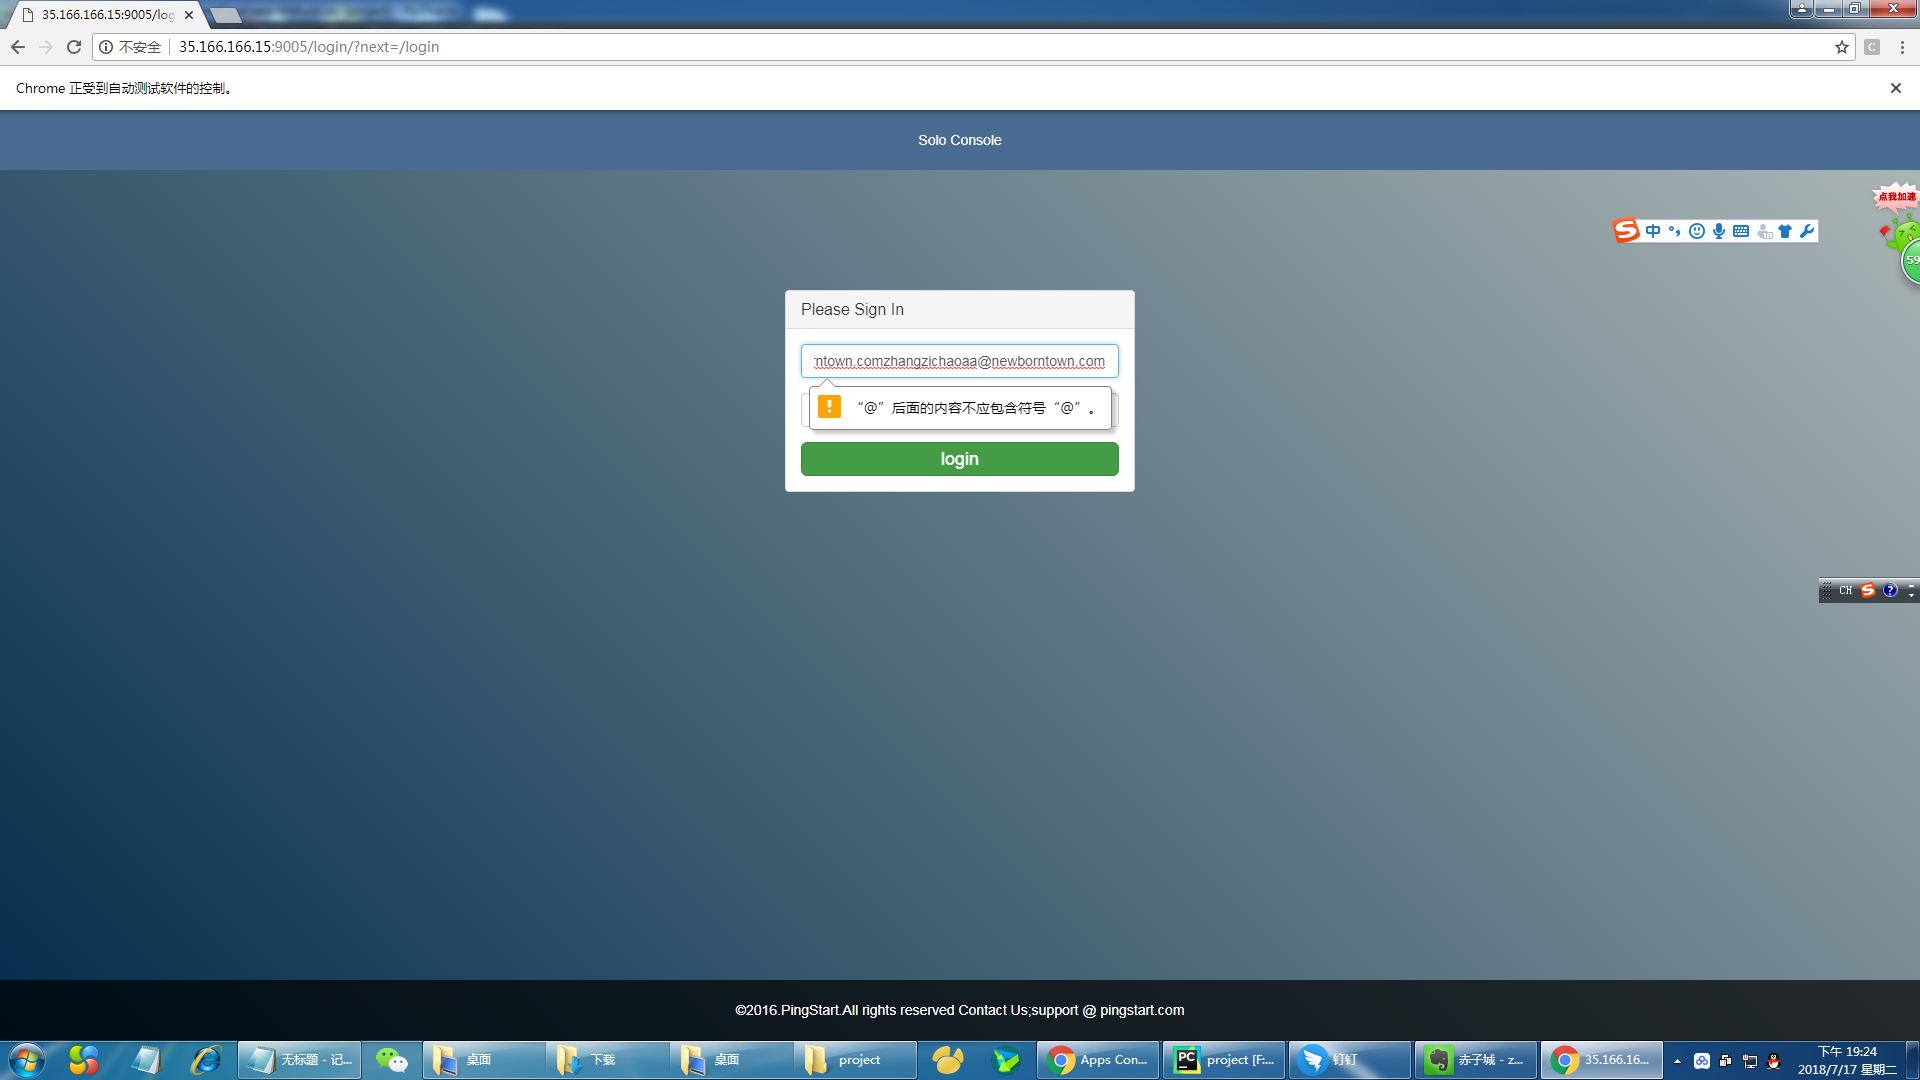 35.166.166.15:9005/log
不安全 35.166.166.15:9005/login/?next=/login
C
Chrome 正受到自动测试软件的控制。
Solo Console
点我加速
中
59
Please Sign In
ntown.comzhangzichaoaa@newborntown.com
“@”后面的内容不应包含符号“@”。
login
CH
©2016.PingStart.All rights reserved Contact Us;support @ pingstart.com
无标题 - 记...
桌面
下载
桌面
project
Apps Con...
PC
project [F:...
钉钉
赤子城 - z...
35.166.16...
下午 19:24
2018/7/17 星期二